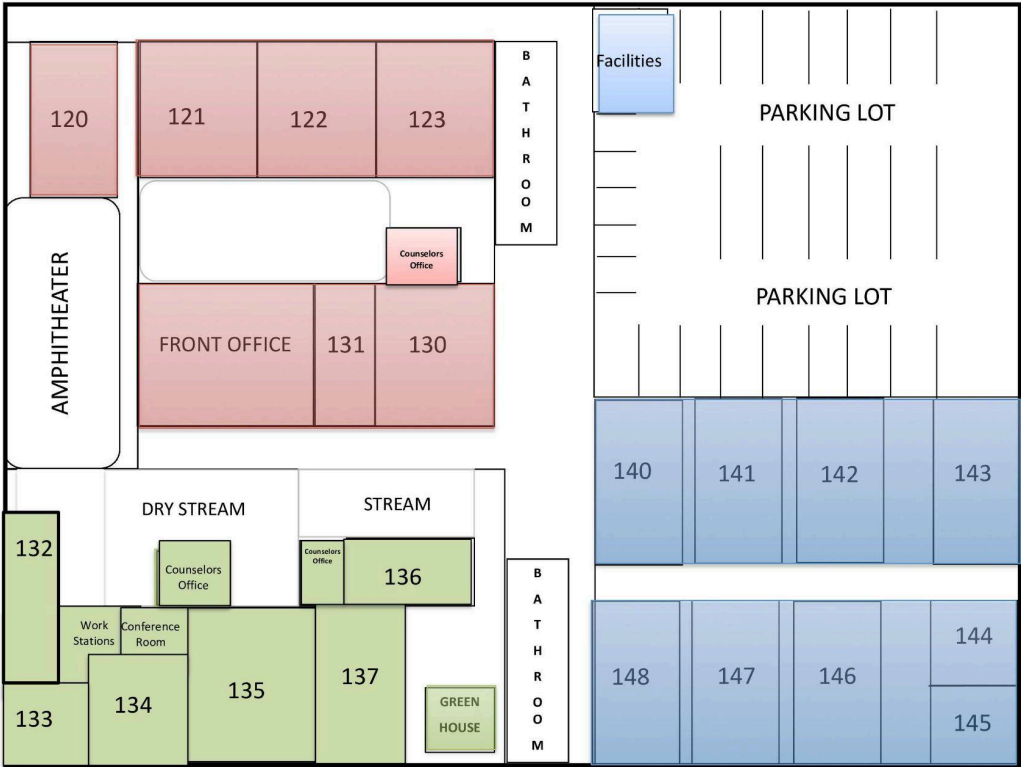 120
121
122
123
B
A
T
H
R
O
O
M
Facilities
PARKING LOT
Counselors
Office
AMPHITHEATER
FRONT OFFICE
131
130
PARKING LOT
140
141
142
143
DRY STREAM
STREAM
132
Counselors
Office
Counselors
Office
136
Work
Stations
Conference
Room
133
134
135
137
GREEN
HOUSE
B
A
T
H
R
O
O
M
148
147
146
144
145